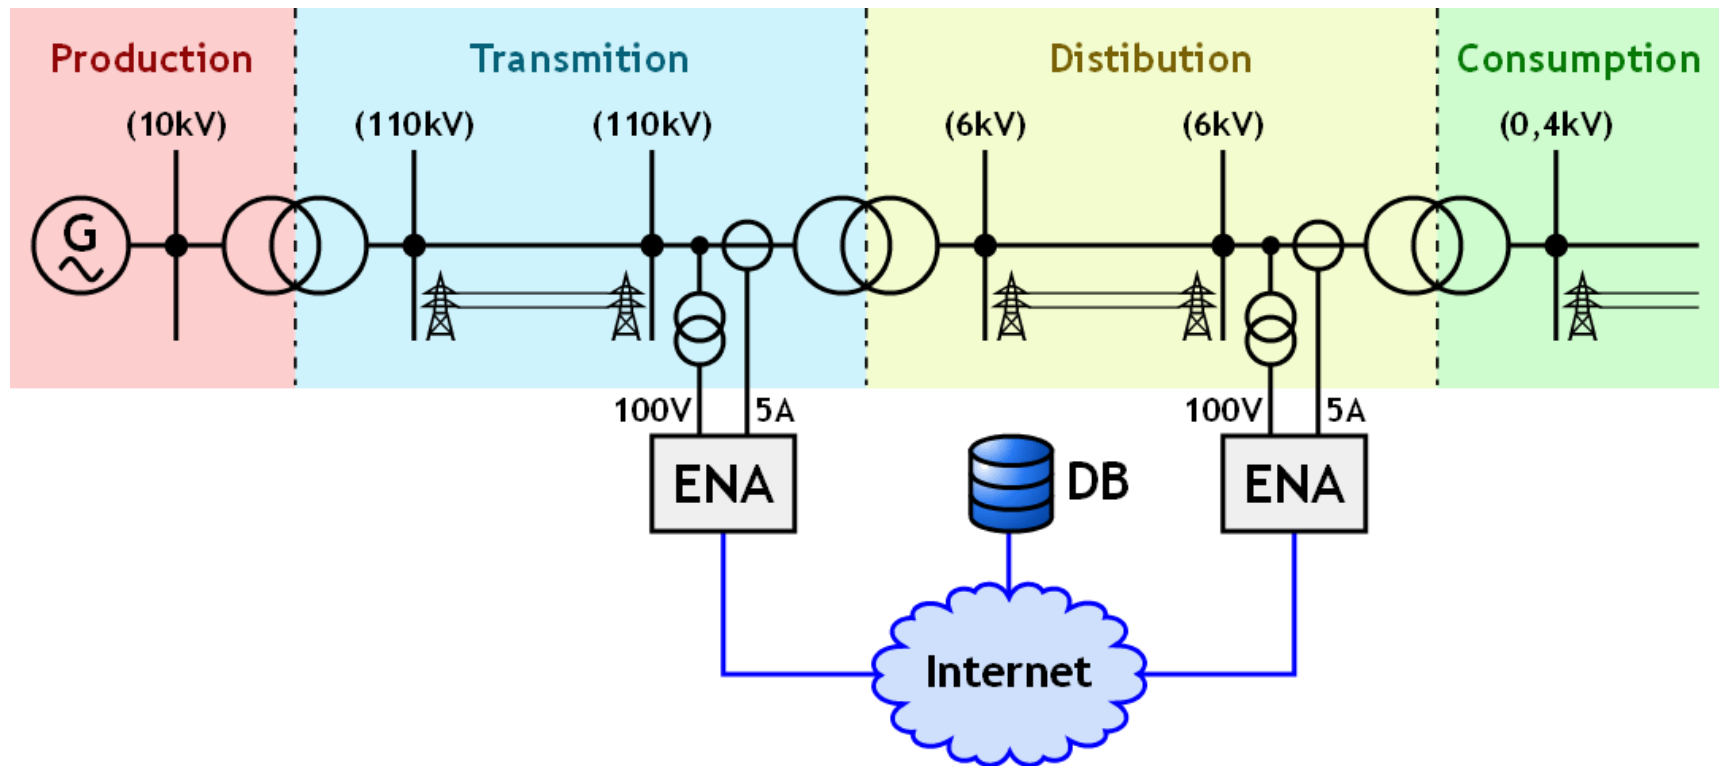 Production
Transmition
Distibution
Consumption
(10kV)
(110kV)
(110kV)
(6kV)
(6kV)
(0,4kV)
G
100V
5A
100V
5A
ENA
DB
ENA
Internet